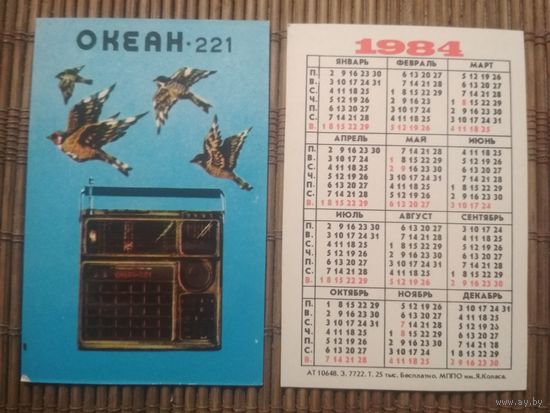 ОКЕАН·221
ОКЕАН-221
1984
ЯНВАРЬ ФЕВРАЛЬ МАРТ
П. 2 9 16 23 30 6 13 20 27 5 12 19 26
В. 3 10 17 24 31 7 14 21 28 6 13 20 27
С. 4 11 18 25 1 8 15 22 29 7 14 21 28
Ч. 5 12 19 26 2 9 16 23 1 8 15 22 29
П. 6 13 20 27 3 10 17 24 2 9 16 23 30
С. 7 14 21 28 4 11 18 25 3 10 17 24 31
В. 1 8 15 22 29 5 12 19 26 4 11 18 25
АПРЕЛЬ МАЙ ИЮНЬ
П. 2 9 16 23 30 7 14 21 28 4 11 18 25
В. 3 10 17 24 1 8 15 22 29 5 12 19 26
С. 4 11 18 25 2 9 16 23 30 6 13 20 27
Ч. 5 12 19 26 3 10 17 24 31 7 14 21 28
П. 6 13 20 27 4 11 18 25 1 8 15 22 29
С. 7 14 21 28 5 12 19 26 2 9 16 23 30
В. 1 8 15 22 29 6 13 20 27 3 10 17 24
ИЮЛЬ АВГУСТ СЕНТЯБРЬ
П. 2 9 16 23 30 6 13 20 27 3 10 17 24
В. 3 10 17 24 31 7 14 21 28 4 11 18 25
С. 4 11 18 25 1 8 15 22 29 5 12 19 26
Ч. 5 12 19 26 2 9 16 23 30 6 13 20 27
П. 6 13 20 27 3 10 17 24 31 7 14 21 28
С. 7 14 21 28 4 11 18 25 1 8 15 22 29
В. 1 8 15 22 29 5 12 19 26 2 9 16 23 30
ОКТЯБРЬ НОЯБРЬ ДЕКАБРЬ
П. 1 8 15 22 29 5 12 19 26 3 10 17 24 31
В. 2 9 16 23 30 6 13 20 27 4 11 18 25
С. 3 10 17 24 31 7 14 21 28 5 12 19 26
Ч. 4 11 18 25 1 8 15 22 29 6 13 20 27
П. 5 12 19 26 2 9 16 23 30 7 14 21 28
С. 6 13 20 27 3 10 17 24 1 8 15 22 29
В. 7 14 21 28 4 11 18 25 2 9 16 23 30
АТ 10648. З. 7722. Т. 25 тыс. Бесплатно. МППО им. Я.Коласа.
www.ay.by